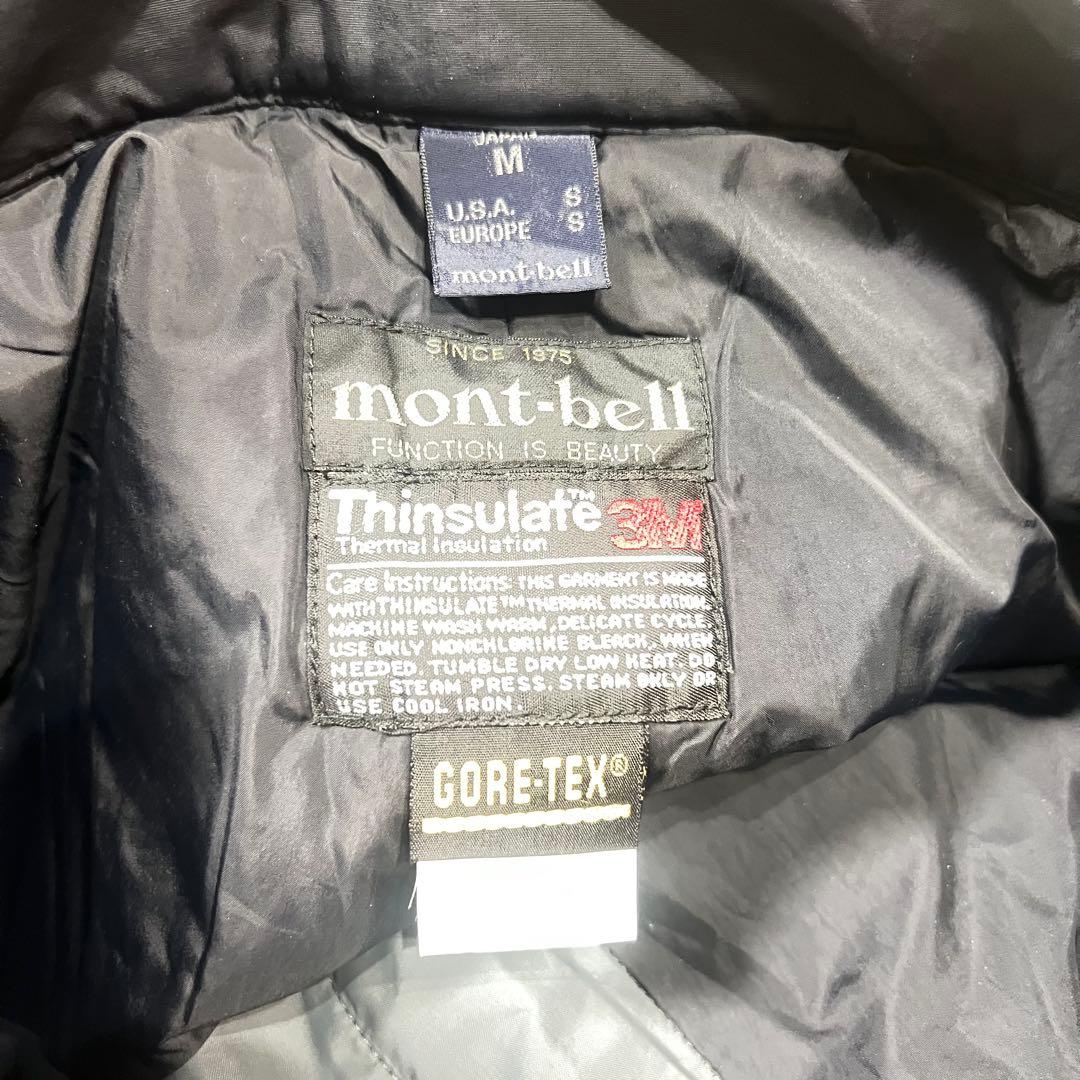 JAPAN
M
U.S.A. S
EUROPE S
mont-bell
SINCE 1975
mont-bell
FUNCTION IS BEAUTY
Thinsulate™ 3M
Thermal Insulation
Care Instructions: THIS GARMENT IS MADE
WITH THINSULATE™ THERMAL INSULATION.
MACHINE WASH WARM, DELICATE CYCLE.
USE ONLY NONCHLORINE BLEACH, WHEN
NEEDED. TUMBLE DRY LOW HEAT. DO
NOT STEAM PRESS. STEAM ONLY OR
USE COOL IRON.
GORE-TEX®